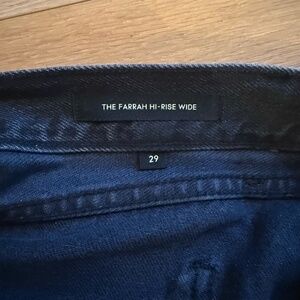 THE FARRAH HI-RISE WIDE
29